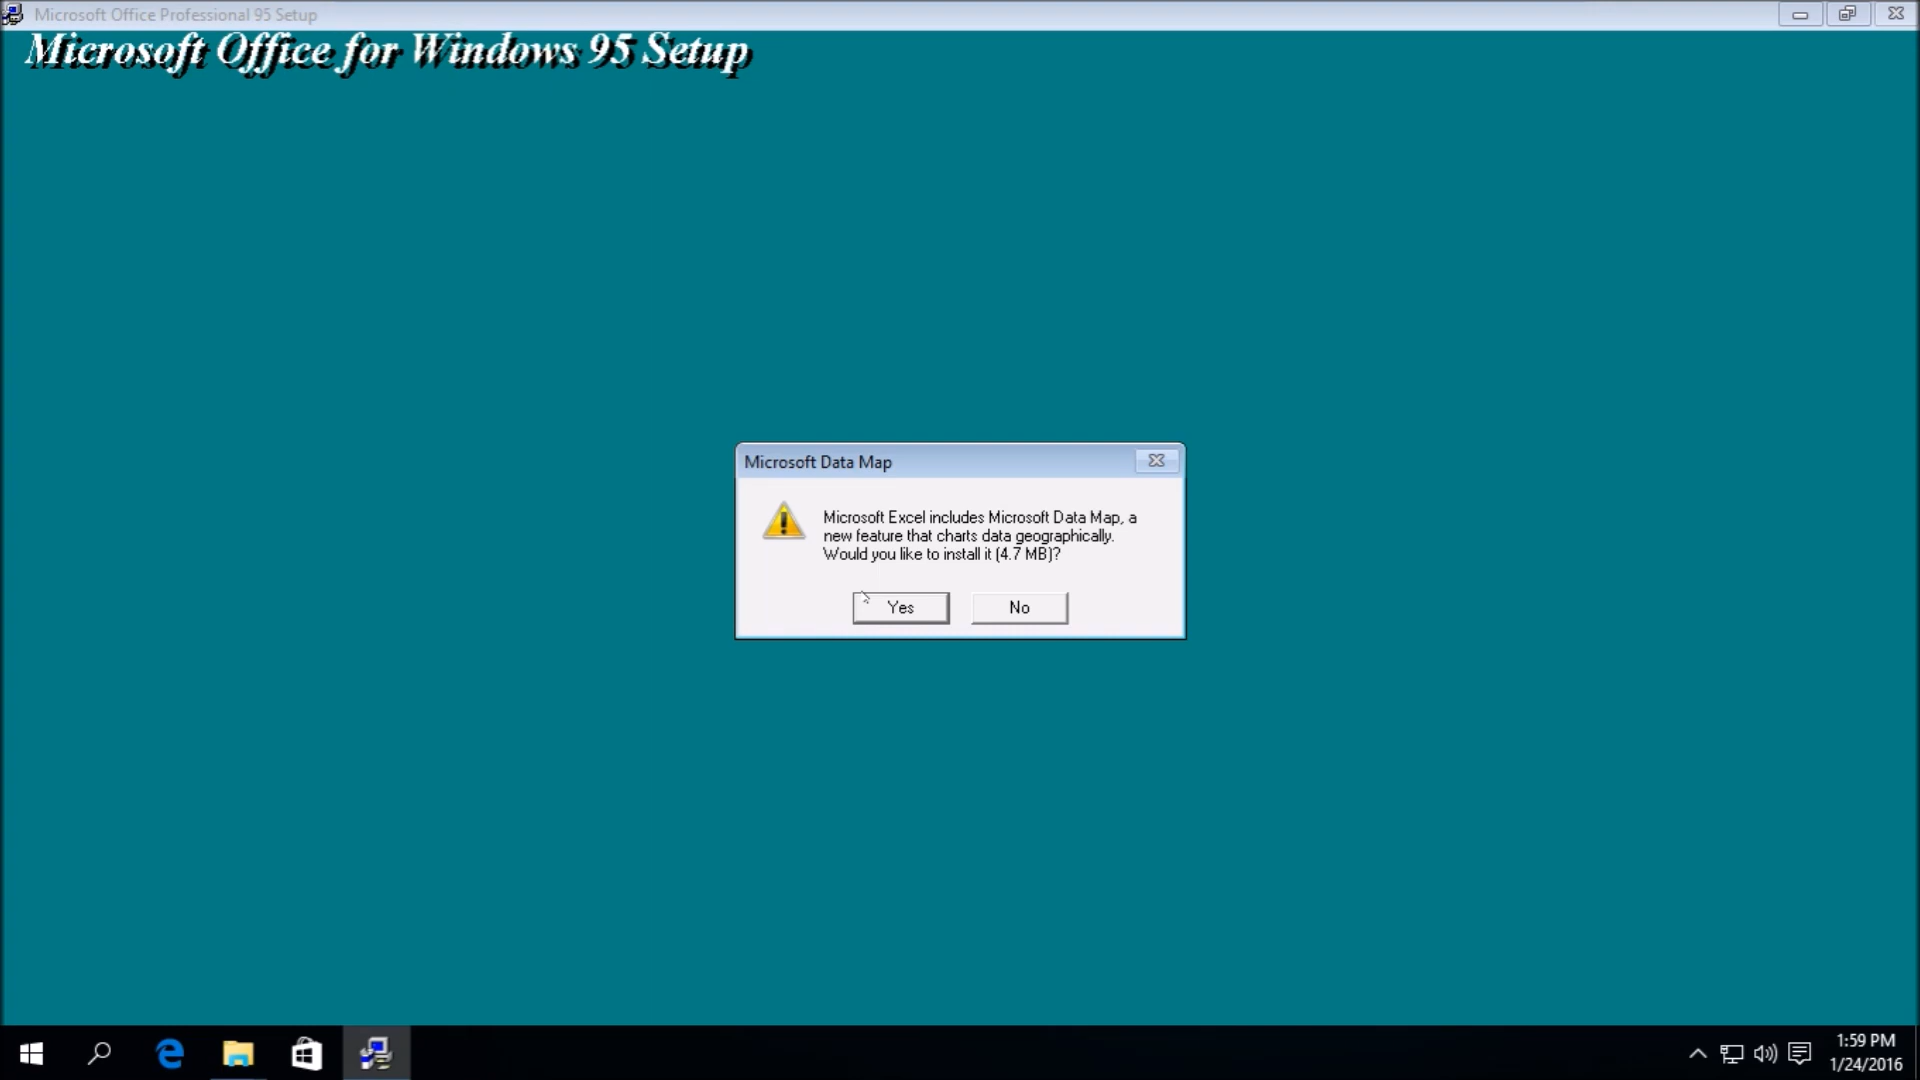 Microsoft Office Professional 95 Setup
Microsoft Office for Windows 95 Setup
Microsoft Data Map
Microsoft Excel includes Microsoft Data Map, a
new feature that charts data geographically.
Would you like to install it (4.7 MB)?
Yes
No
1:59 PM
1/24/2016